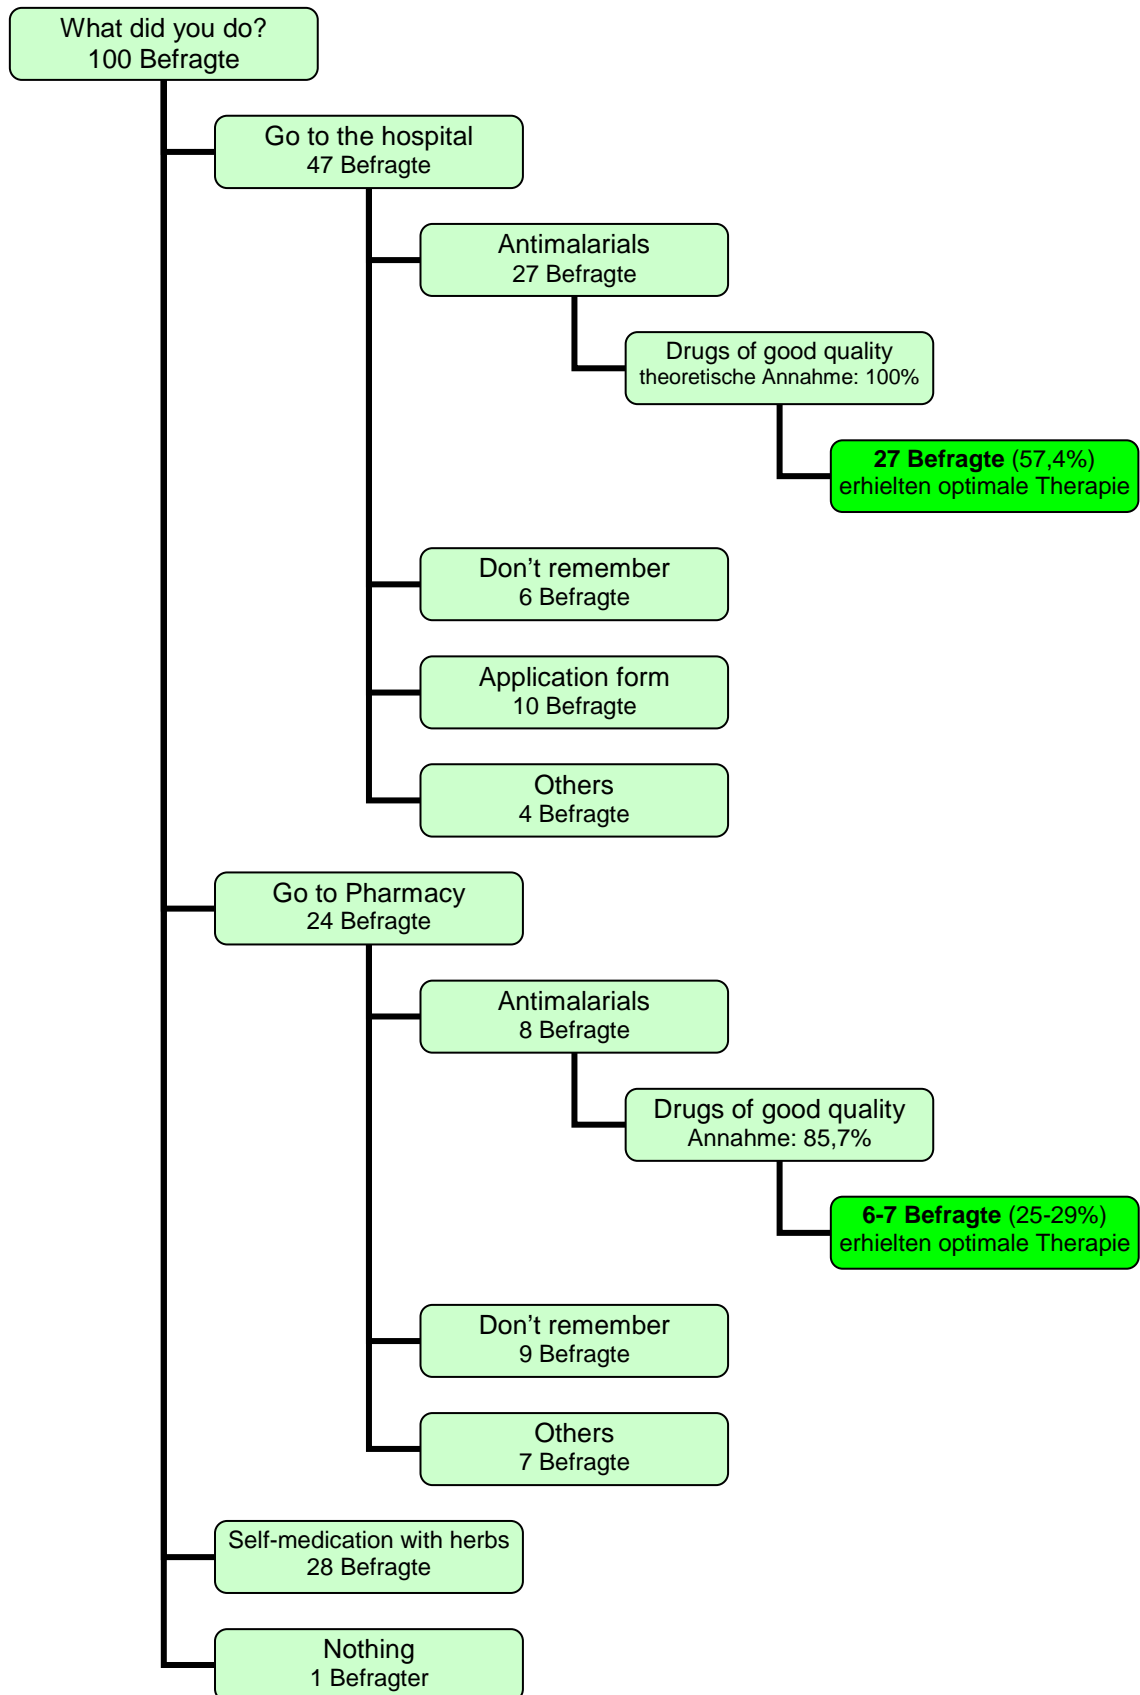 What did you do?
100 Befragte
Go to the hospital
47 Befragte
Antimalarials
27 Befragte
Drugs of good quality
theoretische Annahme: 100%
27 Befragte (57,4%)
erhielten optimale Therapie
Don’t remember
6 Befragte
Application form
10 Befragte
Others
4 Befragte
Go to Pharmacy
24 Befragte
Antimalarials
8 Befragte
Drugs of good quality
Annahme: 85,7%
6-7 Befragte (25-29%)
erhielten optimale Therapie
Don’t remember
9 Befragte
Others
7 Befragte
Self-medication with herbs
28 Befragte
Nothing
1 Befragter